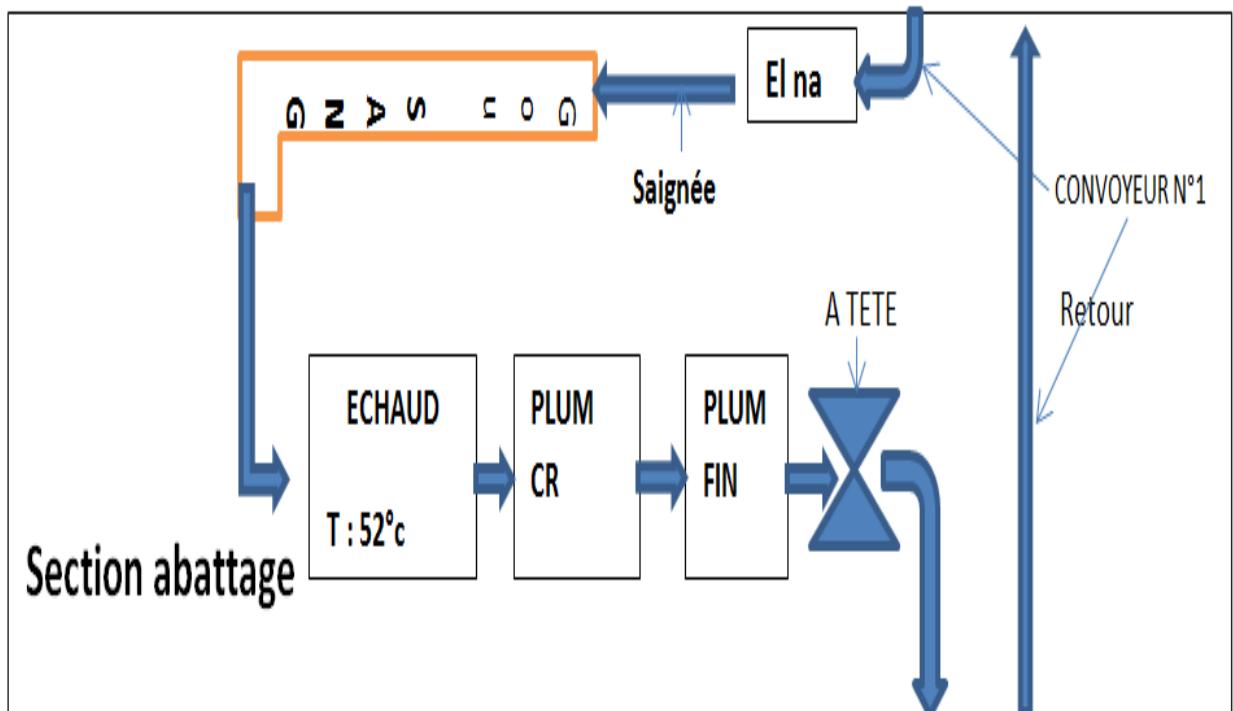 El na
G o u S A N G
Saignée
CONVOYEUR N°1
A TETE
Retour
ECHAUD
T : 52°c
PLUM
CR
PLUM
FIN
Section abattage